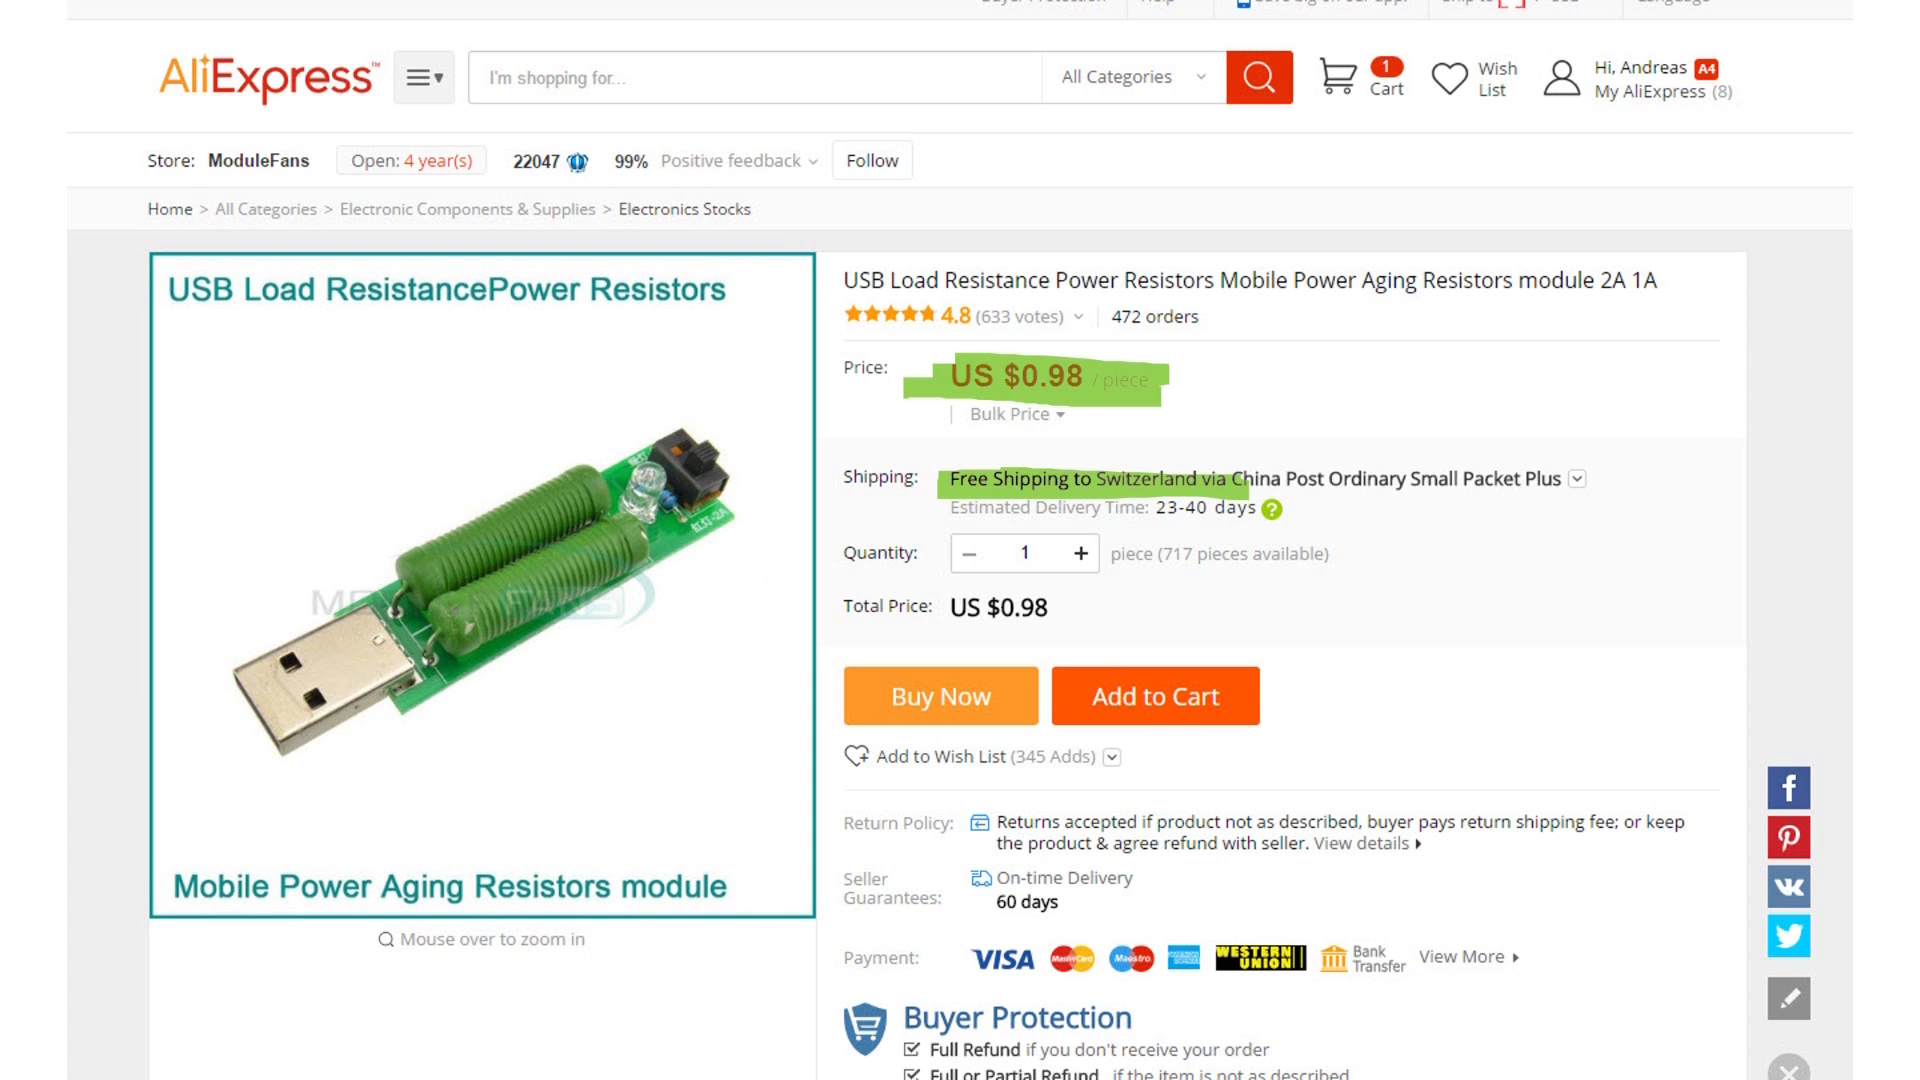 AliExpress™
I'm shopping for...
All Categories
1
Cart
Wish
List
Hi, Andreas A4
My AliExpress (8)
Store: ModuleFans
Open: 4 year(s)
22047
99% Positive feedback
Follow
Home > All Categories > Electronic Components & Supplies > Electronics Stocks
USB Load ResistancePower Resistors
Mobile Power Aging Resistors module
Mouse over to zoom in
USB Load Resistance Power Resistors Mobile Power Aging Resistors module 2A 1A
4.8 (633 votes)
472 orders
Price: US $0.98 / piece
Bulk Price
Shipping: Free Shipping to Switzerland via China Post Ordinary Small Packet Plus
Estimated Delivery Time: 23-40 days ?
Quantity: – 1 + piece (717 pieces available)
Total Price: US $0.98
Buy Now
Add to Cart
Add to Wish List (345 Adds)
Return Policy: Returns accepted if product not as described, buyer pays return shipping fee; or keep
the product & agree refund with seller. View details
Seller
Guarantees:
On-time Delivery
60 days
Payment: VISA MasterCard Maestro WESTERN
UNION
Bank
Transfer
View More
Buyer Protection
Full Refund if you don't receive your order
Full or Partial Refund , if the item is not as described